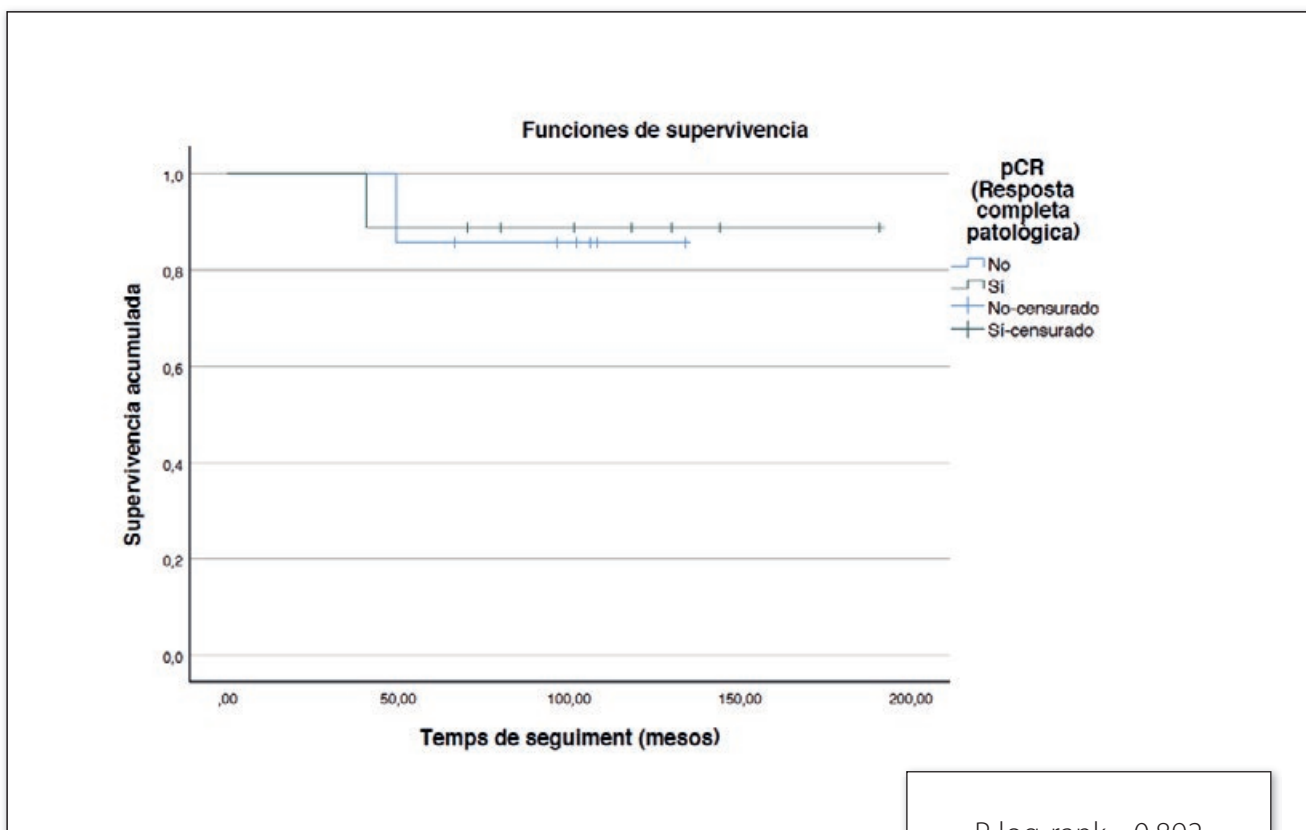 Funciones de supervivencia
pCR
(Resposta
completa
patològica)
No
Sí
No-censurado
Sí-censurado
Supervivencia acumulada
1,0
0,8
0,6
0,4
0,2
0,0
,00
50,00
100,00
150,00
200,00
Temps de seguiment (mesos)
P log-rank